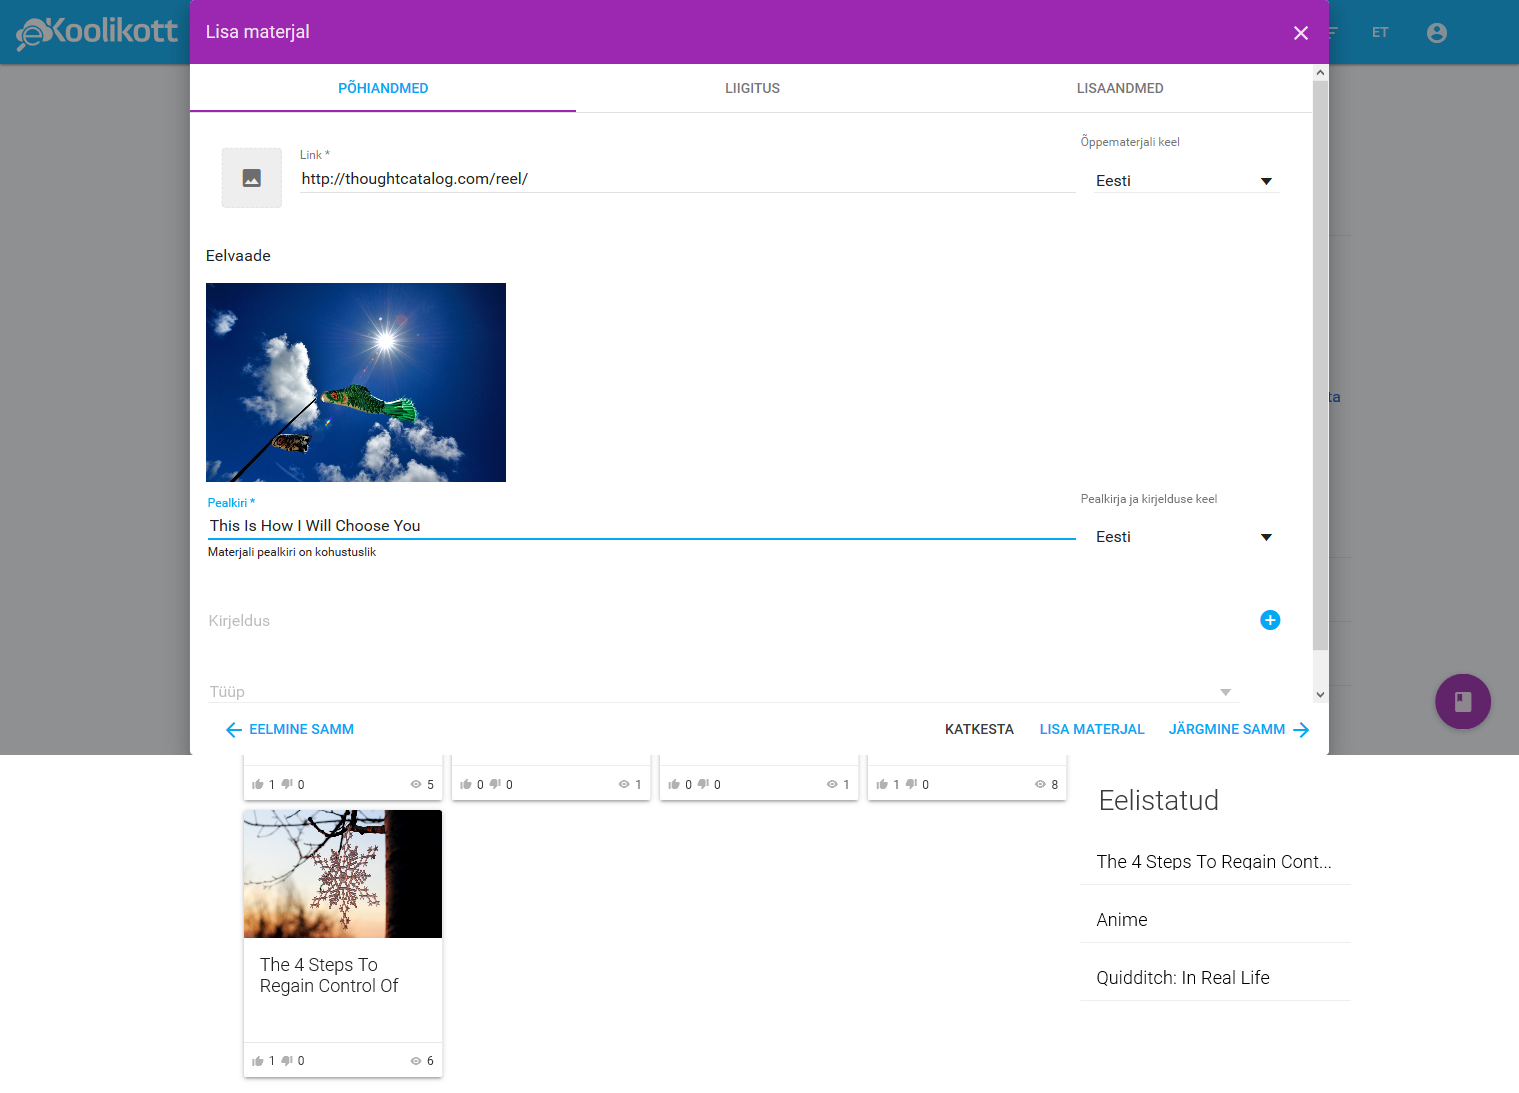 eKoolikott
Lisa materjal
ET
PÕHIANDMED
LIIGITUS
LISAANDMED
Link *
http://thoughtcatalog.com/reel/
Õppematerjali keel
Eesti
Eelvaade
ta
Pealkiri *
This Is How I Will Choose You
Materjali pealkiri on kohustuslik
Pealkirja ja kirjelduse keel
Eesti
Kirjeldus
Tüüp
EELMINE SAMM
KATKESTA
LISA MATERJAL
JÄRGMINE SAMM
1 0 5
0 0 1
0 0 1
1 0 8
The 4 Steps To
Regain Control Of
1 0 6
Eelistatud
The 4 Steps To Regain Cont...
Anime
Quidditch: In Real Life